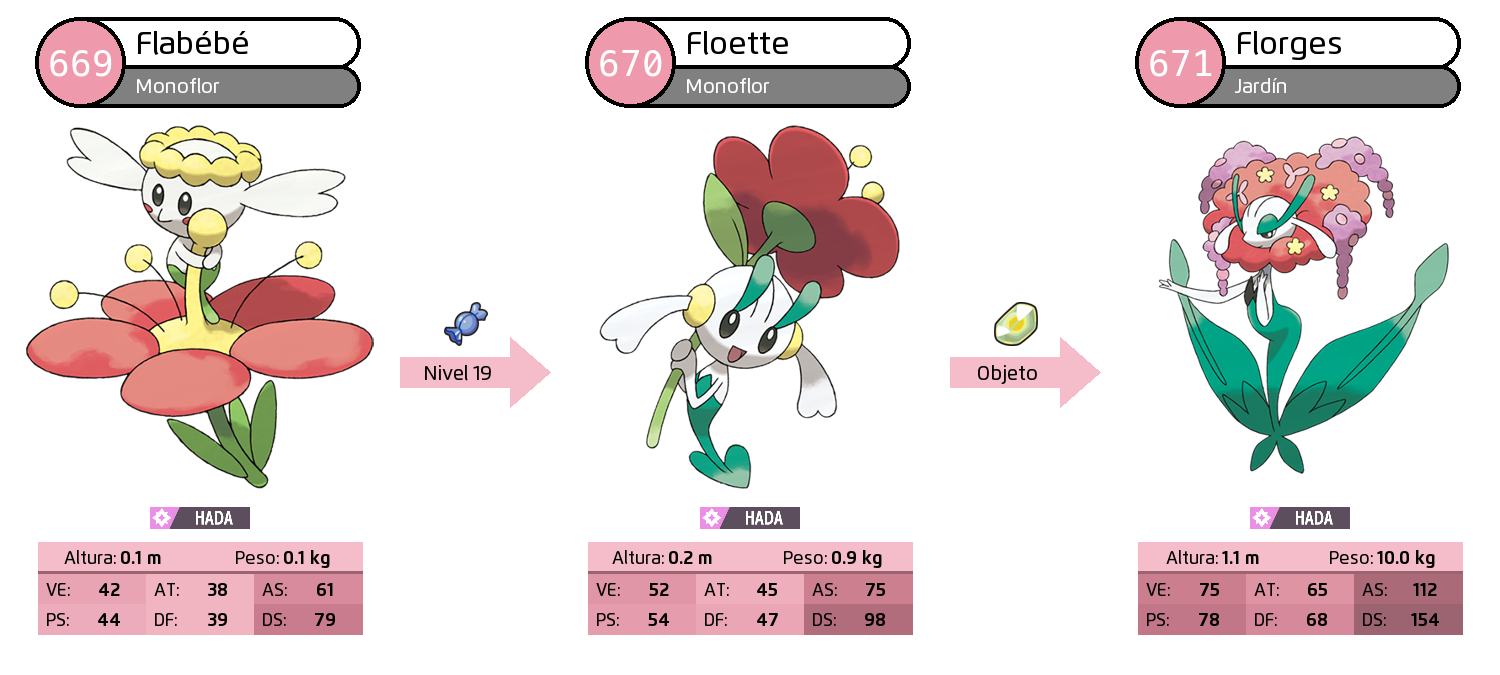 669
Flabébé
Monoflor
670
Floette
Monoflor
671
Florges
Jardín
Nivel 19
Objeto
HADA
Altura: 0.1 m Peso: 0.1 kg
VE: 42 AT: 38 AS: 61
PS: 44 DF: 39 DS: 79
HADA
Altura: 0.2 m Peso: 0.9 kg
VE: 52 AT: 45 AS: 75
PS: 54 DF: 47 DS: 98
HADA
Altura: 1.1 m Peso: 10.0 kg
VE: 75 AT: 65 AS: 112
PS: 78 DF: 68 DS: 154